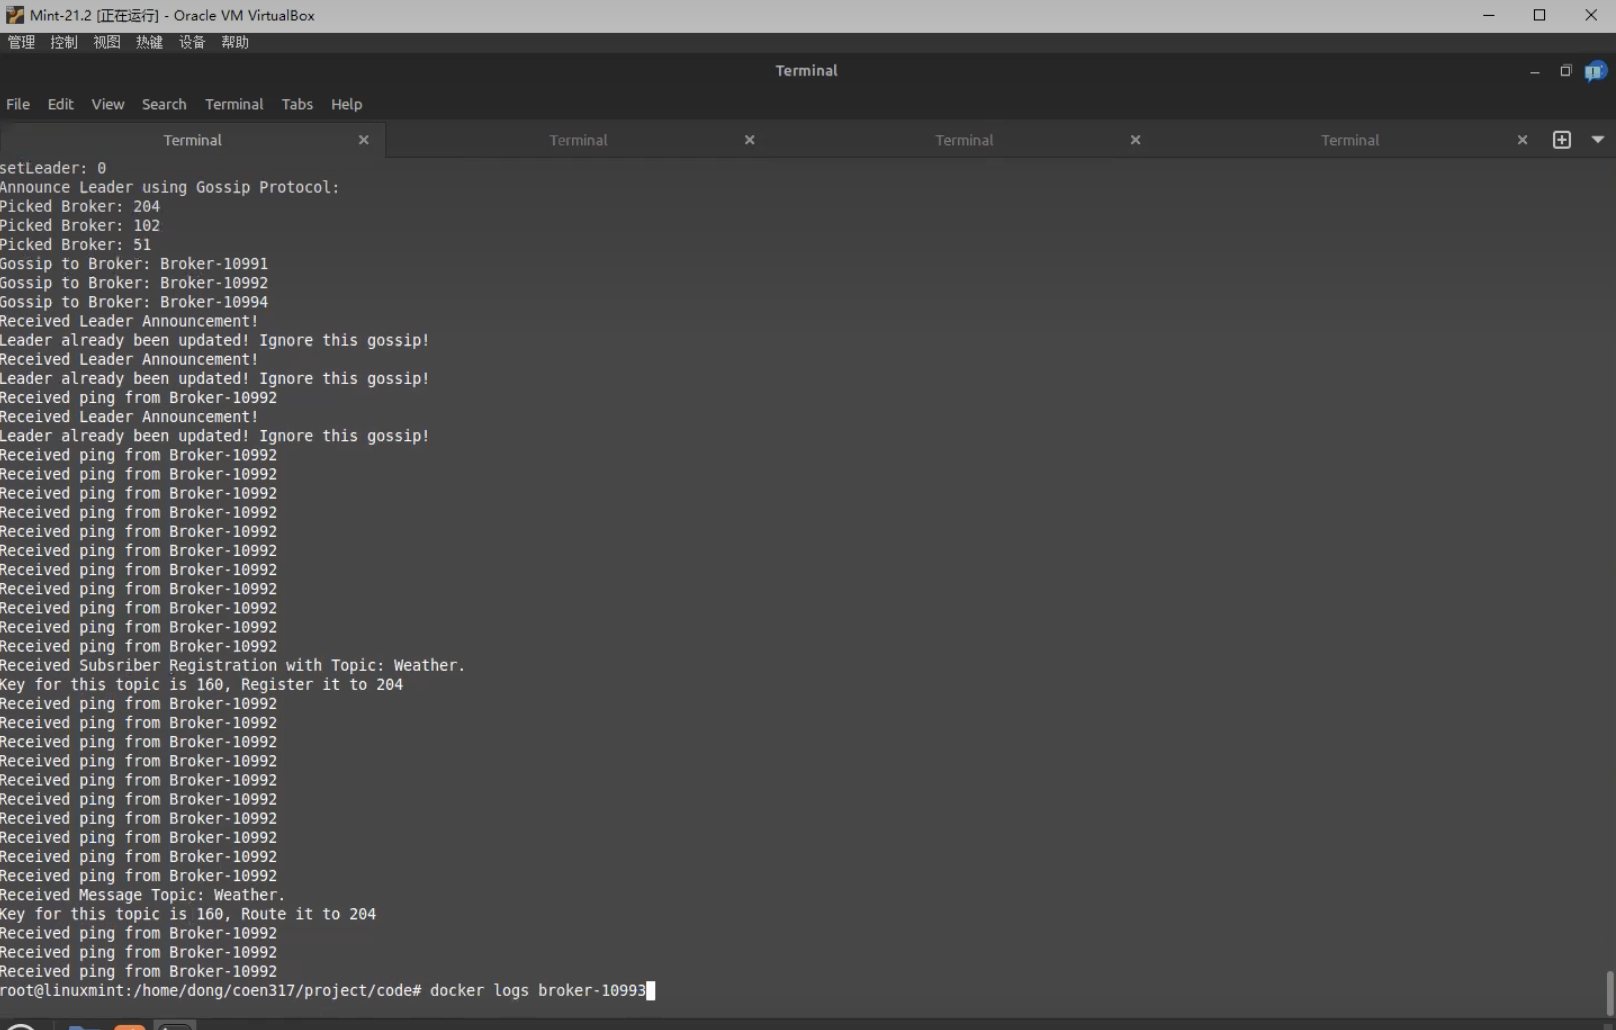 Mint-21.2 [正在运行] - Oracle VM VirtualBox
管理 控制 视图 热键 设备 帮助
Terminal
File Edit View Search Terminal Tabs Help
Terminal Terminal Terminal Terminal
setLeader: 0
Announce Leader using Gossip Protocol:
Picked Broker: 204
Picked Broker: 102
Picked Broker: 51
Gossip to Broker: Broker-10991
Gossip to Broker: Broker-10992
Gossip to Broker: Broker-10994
Received Leader Announcement!
Leader already been updated! Ignore this gossip!
Received Leader Announcement!
Leader already been updated! Ignore this gossip!
Received ping from Broker-10992
Received Leader Announcement!
Leader already been updated! Ignore this gossip!
Received ping from Broker-10992
Received ping from Broker-10992
Received ping from Broker-10992
Received ping from Broker-10992
Received ping from Broker-10992
Received ping from Broker-10992
Received ping from Broker-10992
Received ping from Broker-10992
Received ping from Broker-10992
Received ping from Broker-10992
Received ping from Broker-10992
Received Subsriber Registration with Topic: Weather.
Key for this topic is 160, Register it to 204
Received ping from Broker-10992
Received ping from Broker-10992
Received ping from Broker-10992
Received ping from Broker-10992
Received ping from Broker-10992
Received ping from Broker-10992
Received ping from Broker-10992
Received ping from Broker-10992
Received ping from Broker-10992
Received ping from Broker-10992
Received Message Topic: Weather.
Key for this topic is 160, Route it to 204
Received ping from Broker-10992
Received ping from Broker-10992
Received ping from Broker-10992
root@linuxmint:/home/dong/coen317/project/code# docker logs broker-10993